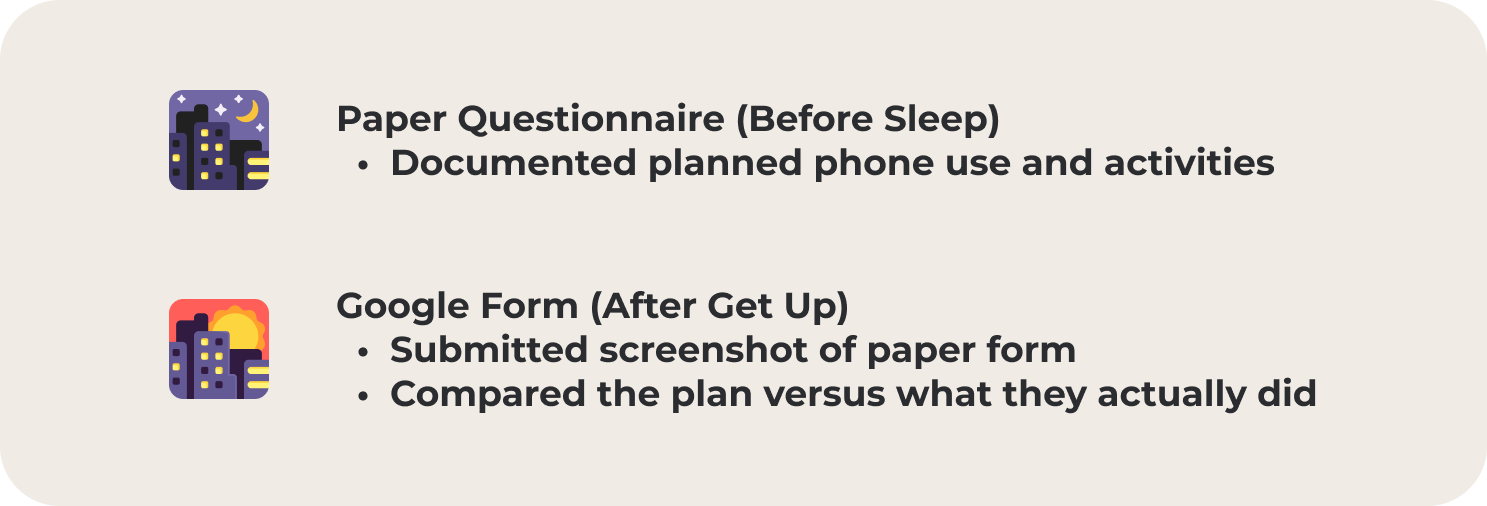 Paper Questionnaire (Before Sleep)
• Documented planned phone use and activities
Google Form (After Get Up)
• Submitted screenshot of paper form
• Compared the plan versus what they actually did